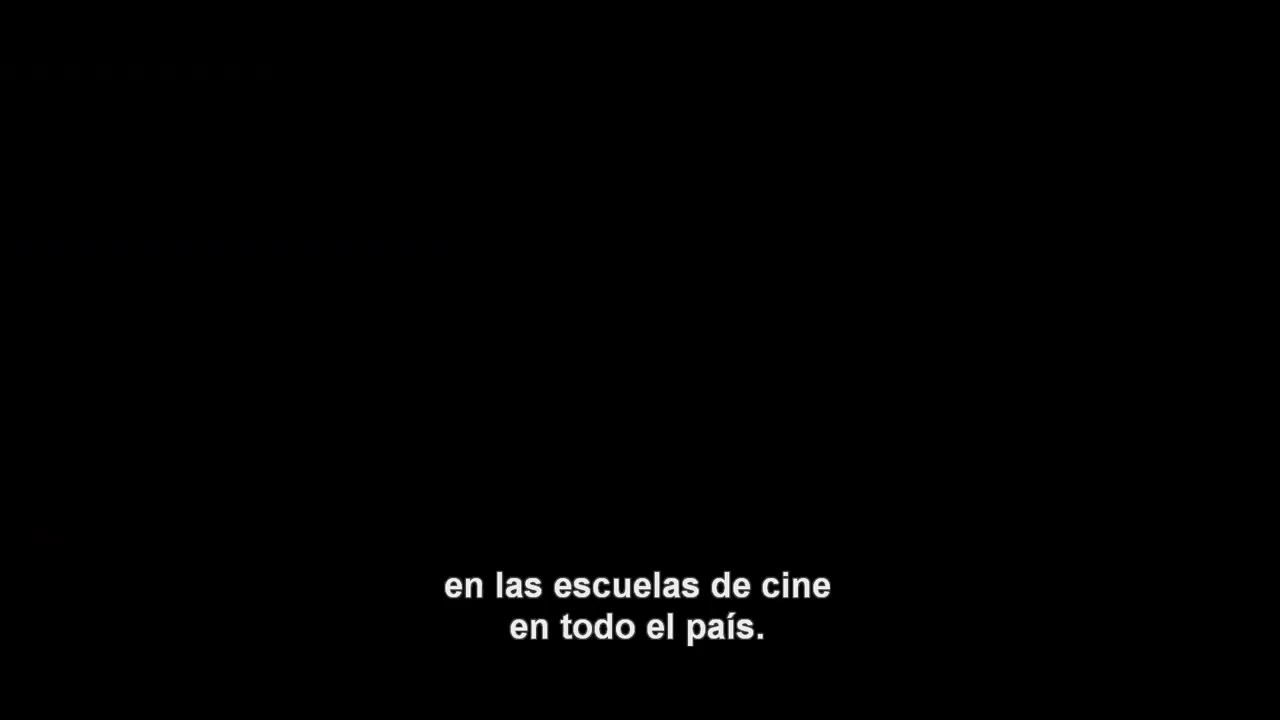 en las escuelas de cine
en todo el país.